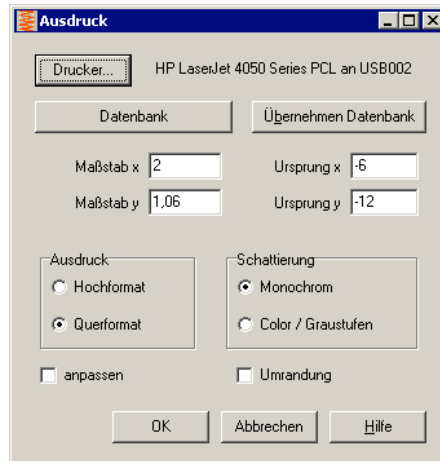 Ausdruck
Drucker... HP LaserJet 4050 Series PCL an USB002
Datenbank Übernehmen Datenbank
Maßstab x 2 Ursprung x -6
Maßstab y 1,06 Ursprung y -12
Ausdruck Schattierung
Hochformat Monochrom
Querformat Color / Graustufen
anpassen Umrandung
OK Abbrechen Hilfe